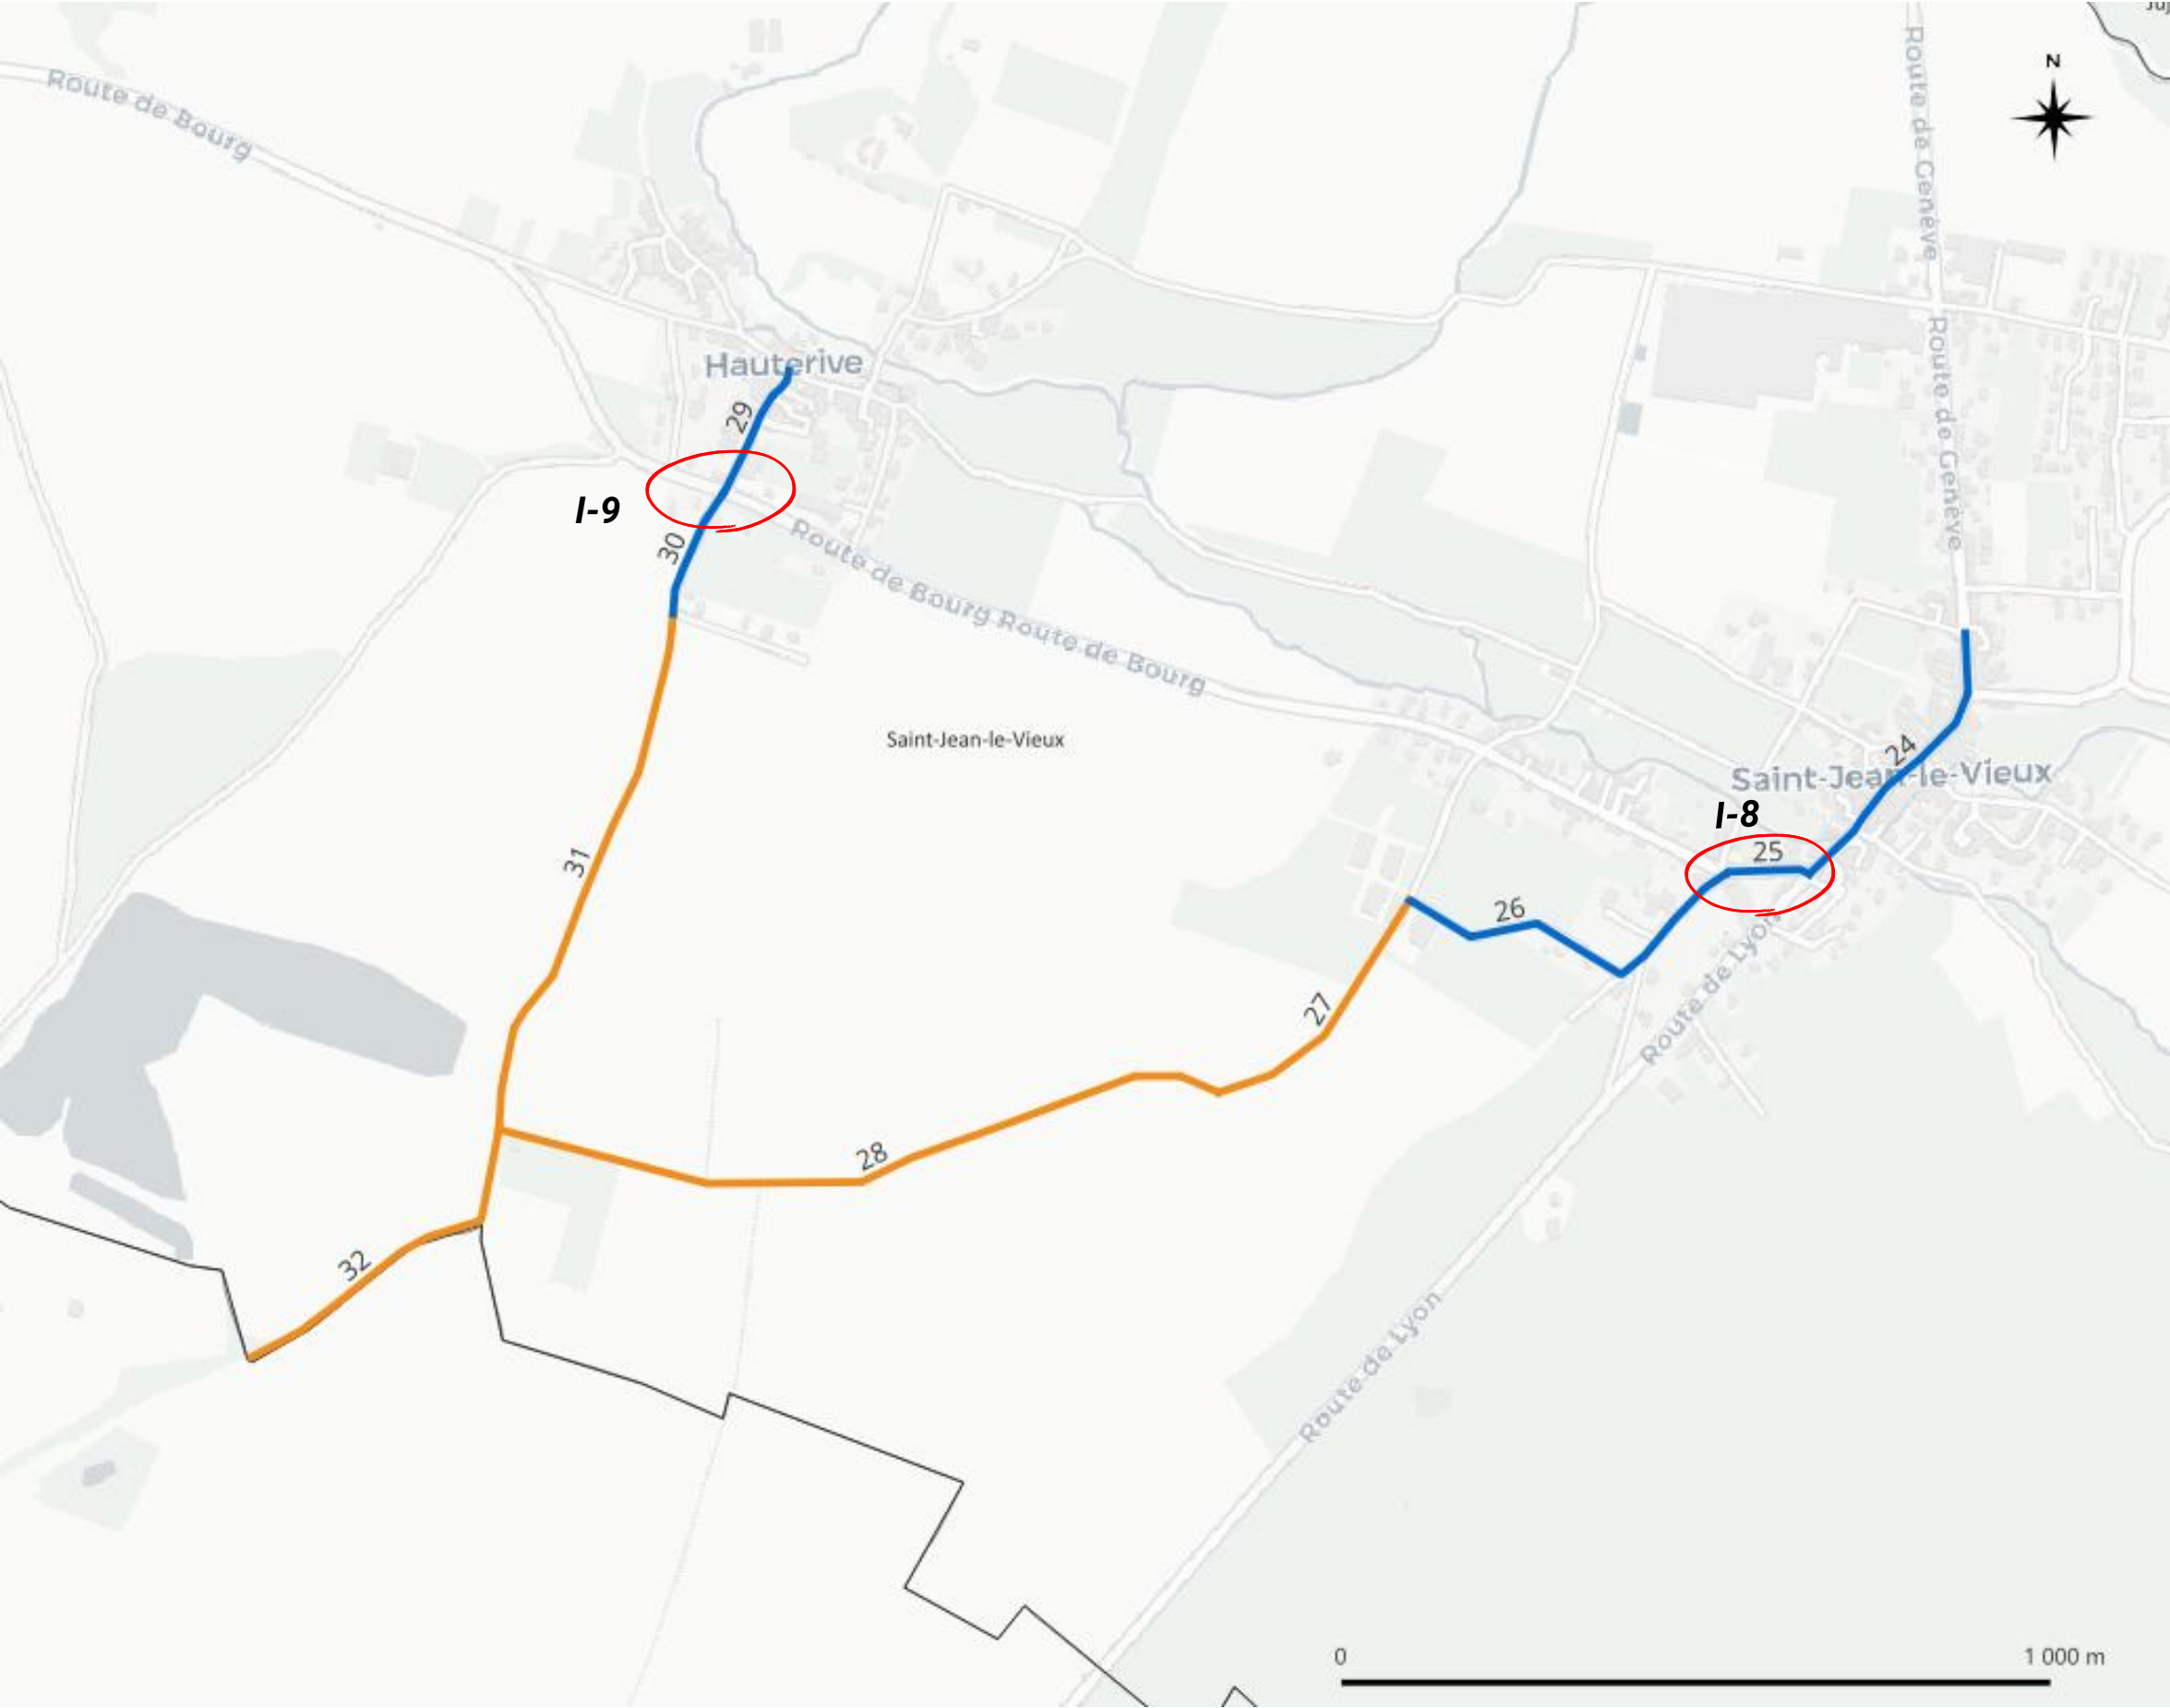 Route de Bourg
Route de Genève
N
Hauterive
29
I-9
30
Route de Genève
Route de Bourg Route de Bourg
Saint-Jean-le-Vieux
24
Saint-Jean-le-Vieux
I-8
25
31
26
27
Route de Lyon
28
32
Route de Lyon
0
1 000 m